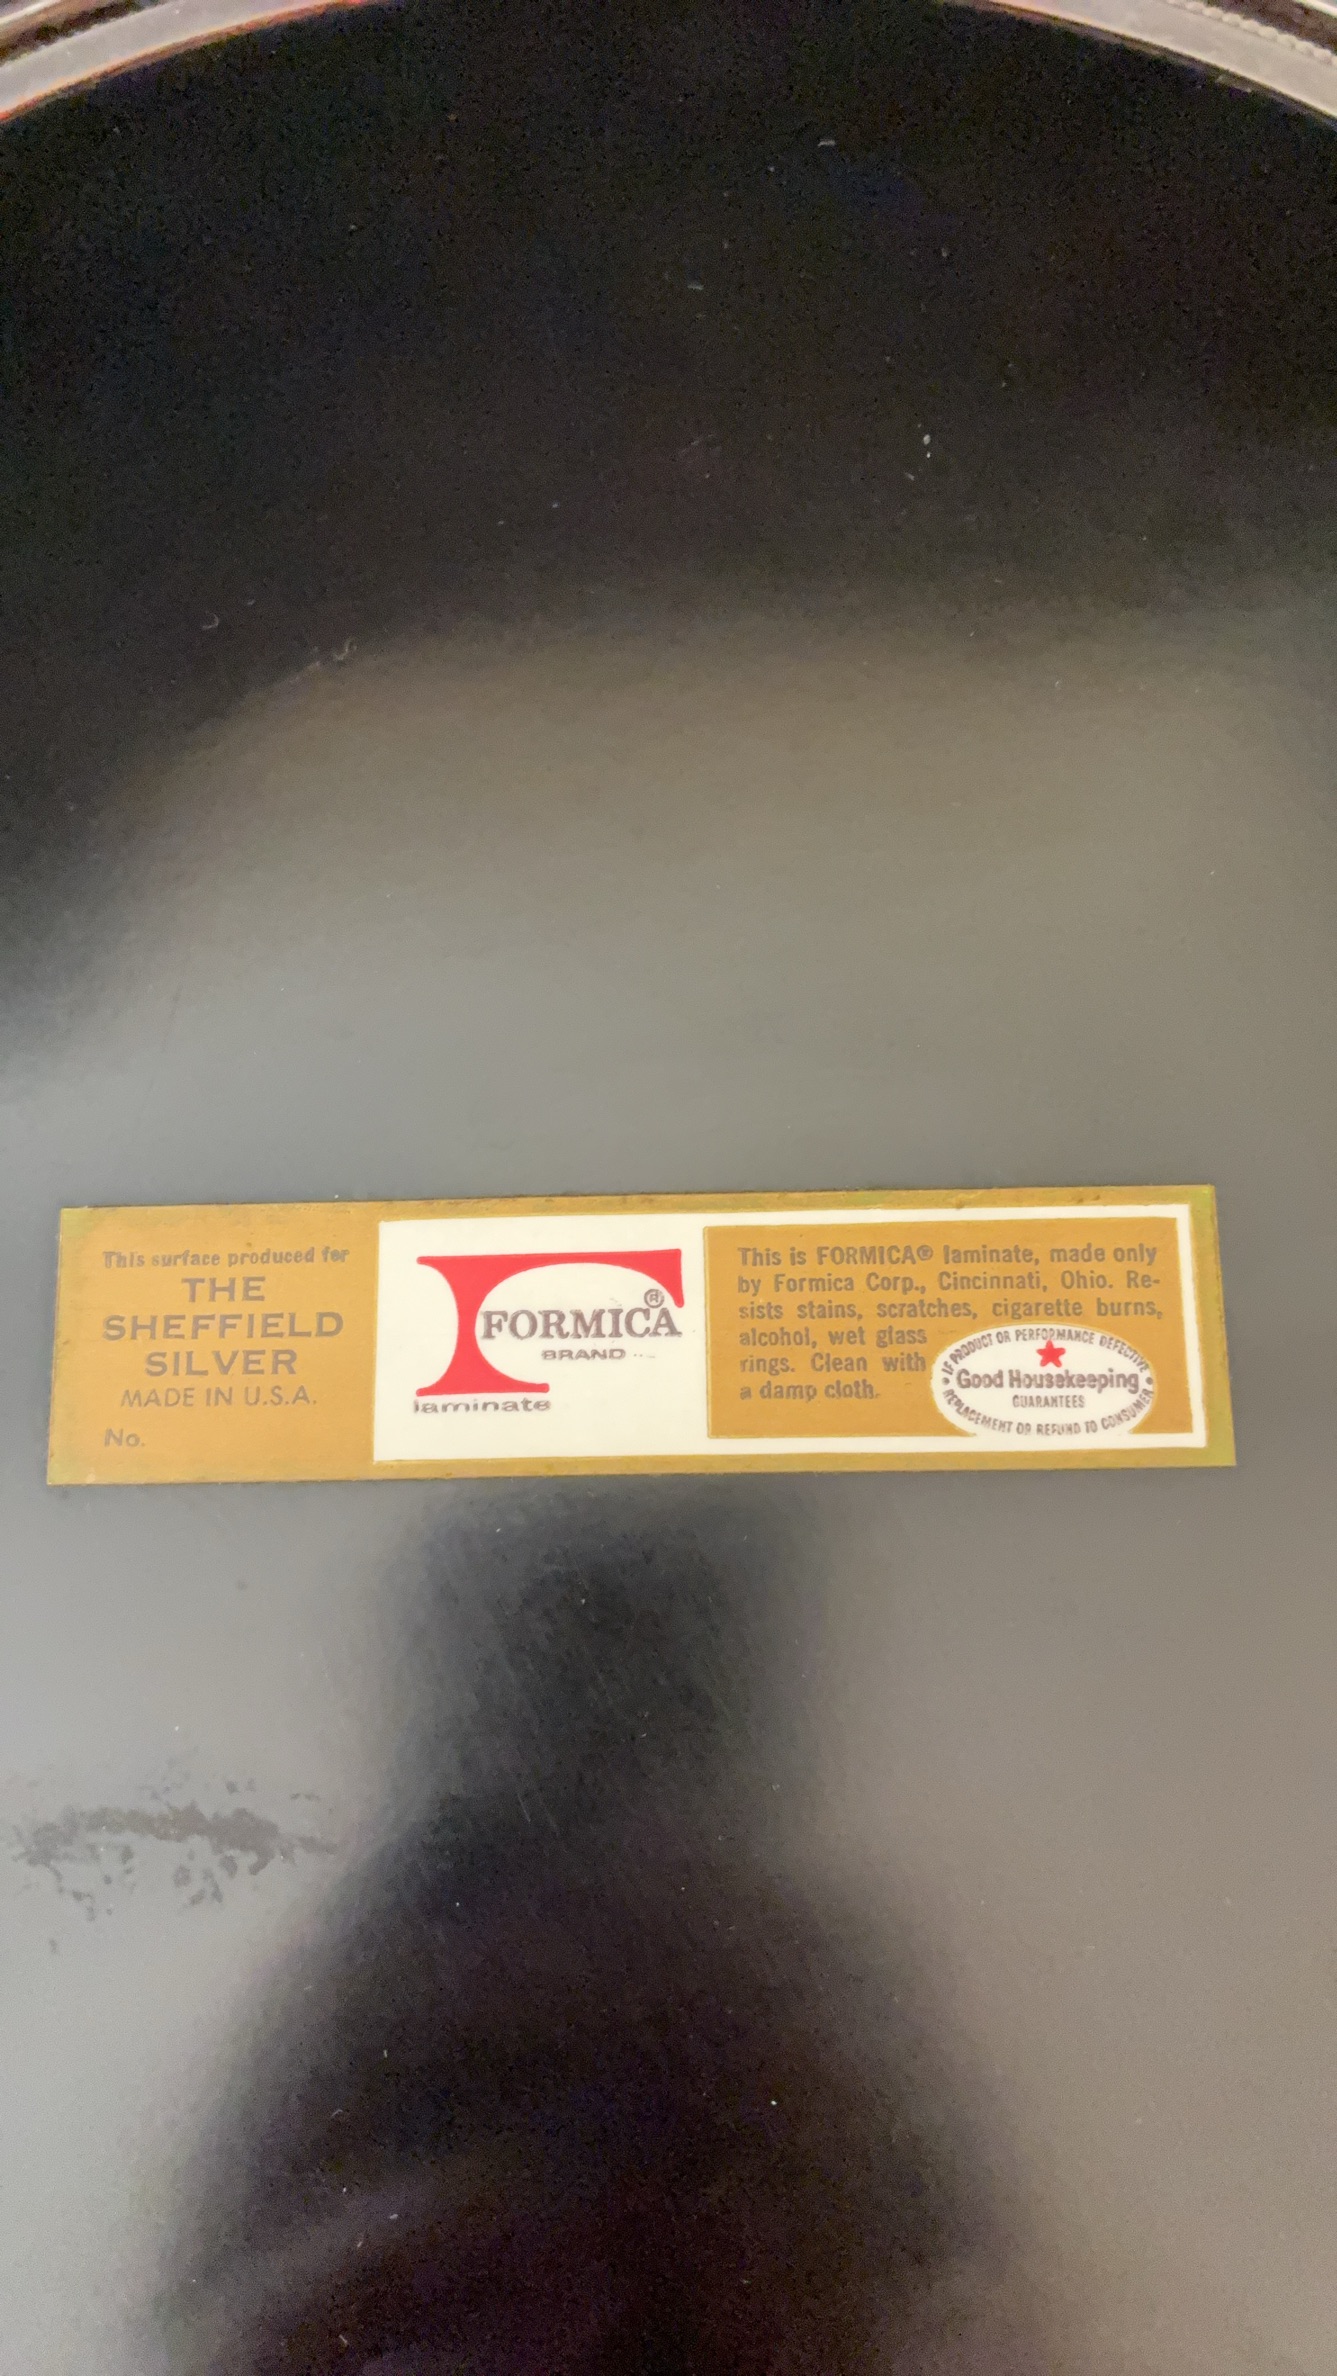 This surface produced for
THE
SHEFFIELD
SILVER
MADE IN U.S.A.
No.
FORMICA®
BRAND
laminate
This is FORMICA® laminate, made only
by Formica Corp., Cincinnati, Ohio. Re-
sists stains, scratches, cigarette burns,
alcohol, wet glass
rings. Clean with
a damp cloth.
IF PRODUCT OR PERFORMANCE DEFECTIVE
Good Housekeeping
GUARANTEES
REPLACEMENT OR REFUND TO CONSUMER